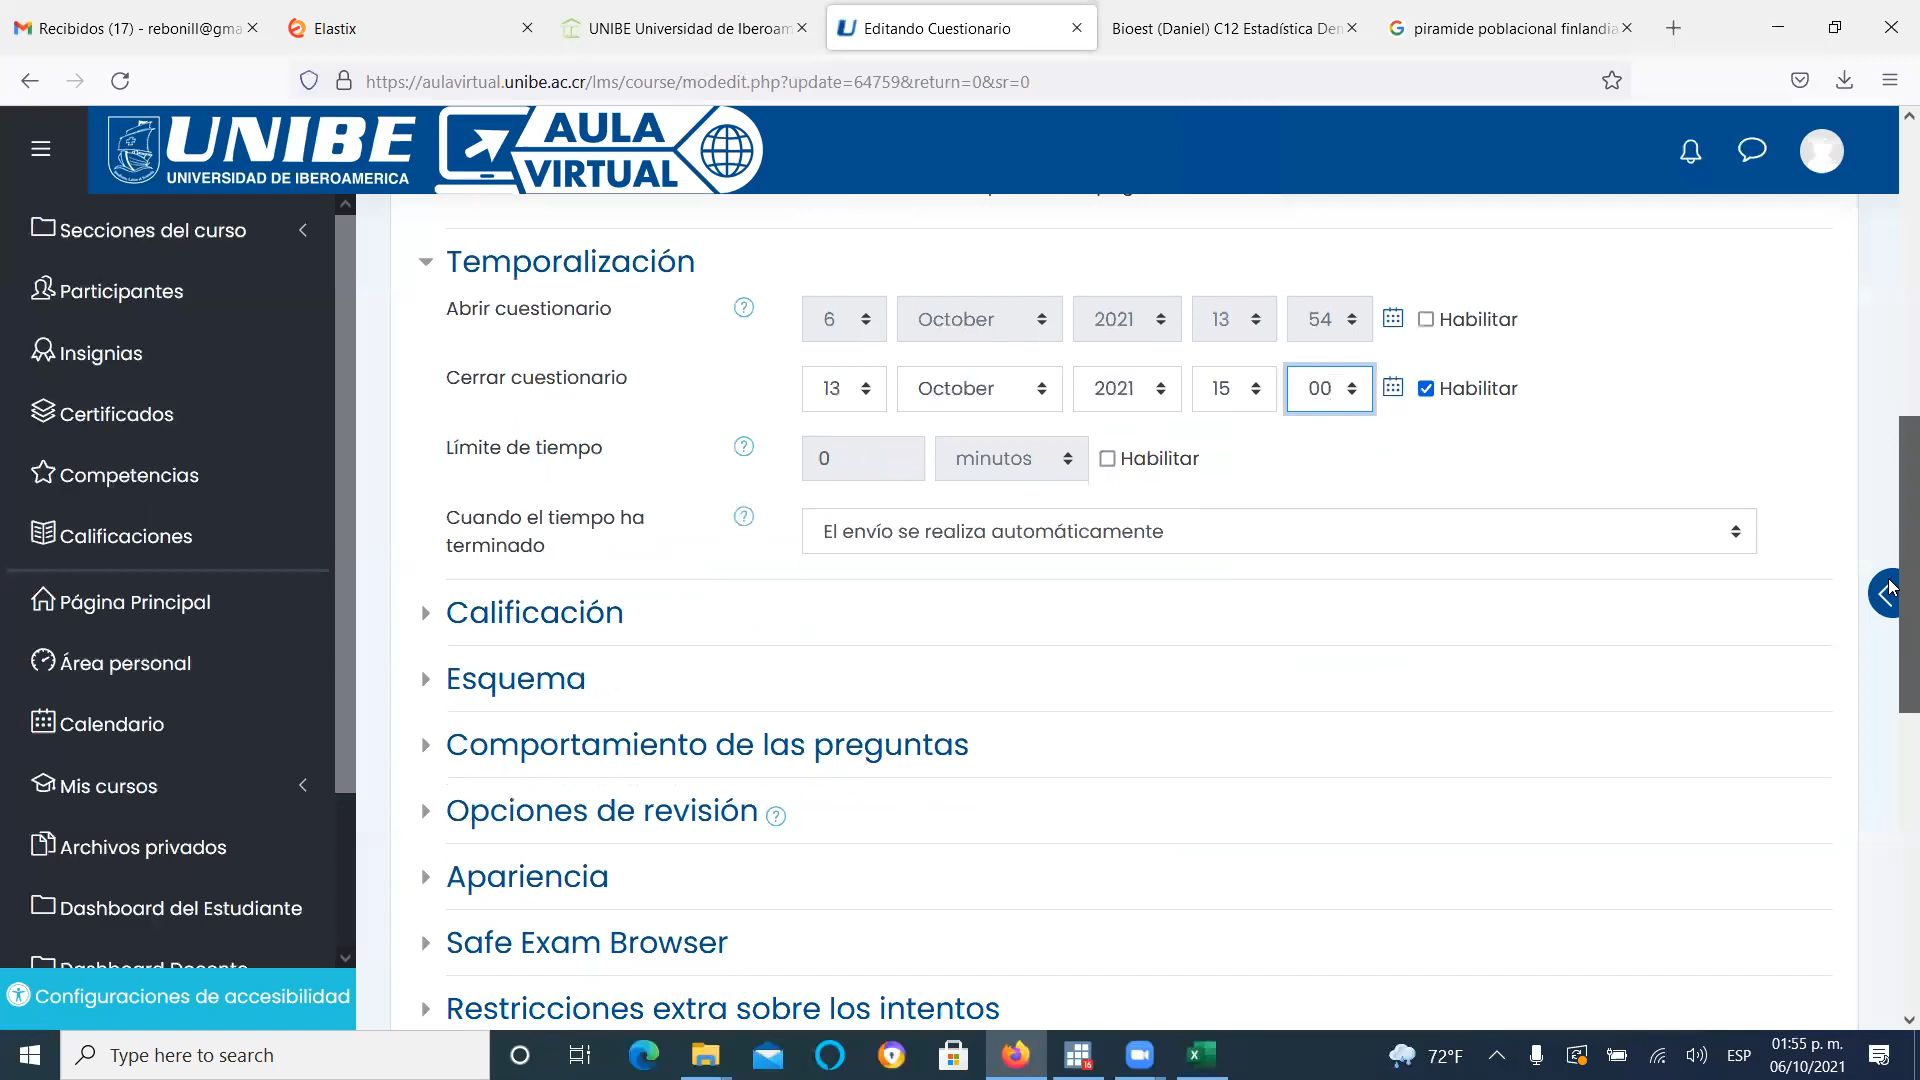 Recibidos (17) - rebonill@gma
Elastix
UNIBE Universidad de Iberoam
Editando Cuestionario
Bioest (Daniel) C12 Estadística Den
piramide poblacional finlandia
https://aulavirtual.unibe.ac.cr/lms/course/modedit.php?update=64759&return=0&sr=0
UNIBE
UNIVERSIDAD DE IBEROAMERICA
AULA
VIRTUAL
Secciones del curso
Participantes
Insignias
Certificados
Competencias
Calificaciones
Página Principal
Área personal
Calendario
Mis cursos
Archivos privados
Dashboard del Estudiante
Dashboard Docente
Configuraciones de accesibilidad
Temporalización
Abrir cuestionario
6 October 2021 13 54 Habilitar
Cerrar cuestionario
13 October 2021 15 00 Habilitar
Límite de tiempo
0 minutos Habilitar
Cuando el tiempo ha
terminado
El envío se realiza automáticamente
Calificación
Esquema
Comportamiento de las preguntas
Opciones de revisión
Apariencia
Safe Exam Browser
Restricciones extra sobre los intentos
Type here to search
72°F
ESP
01:55 p. m.
06/10/2021